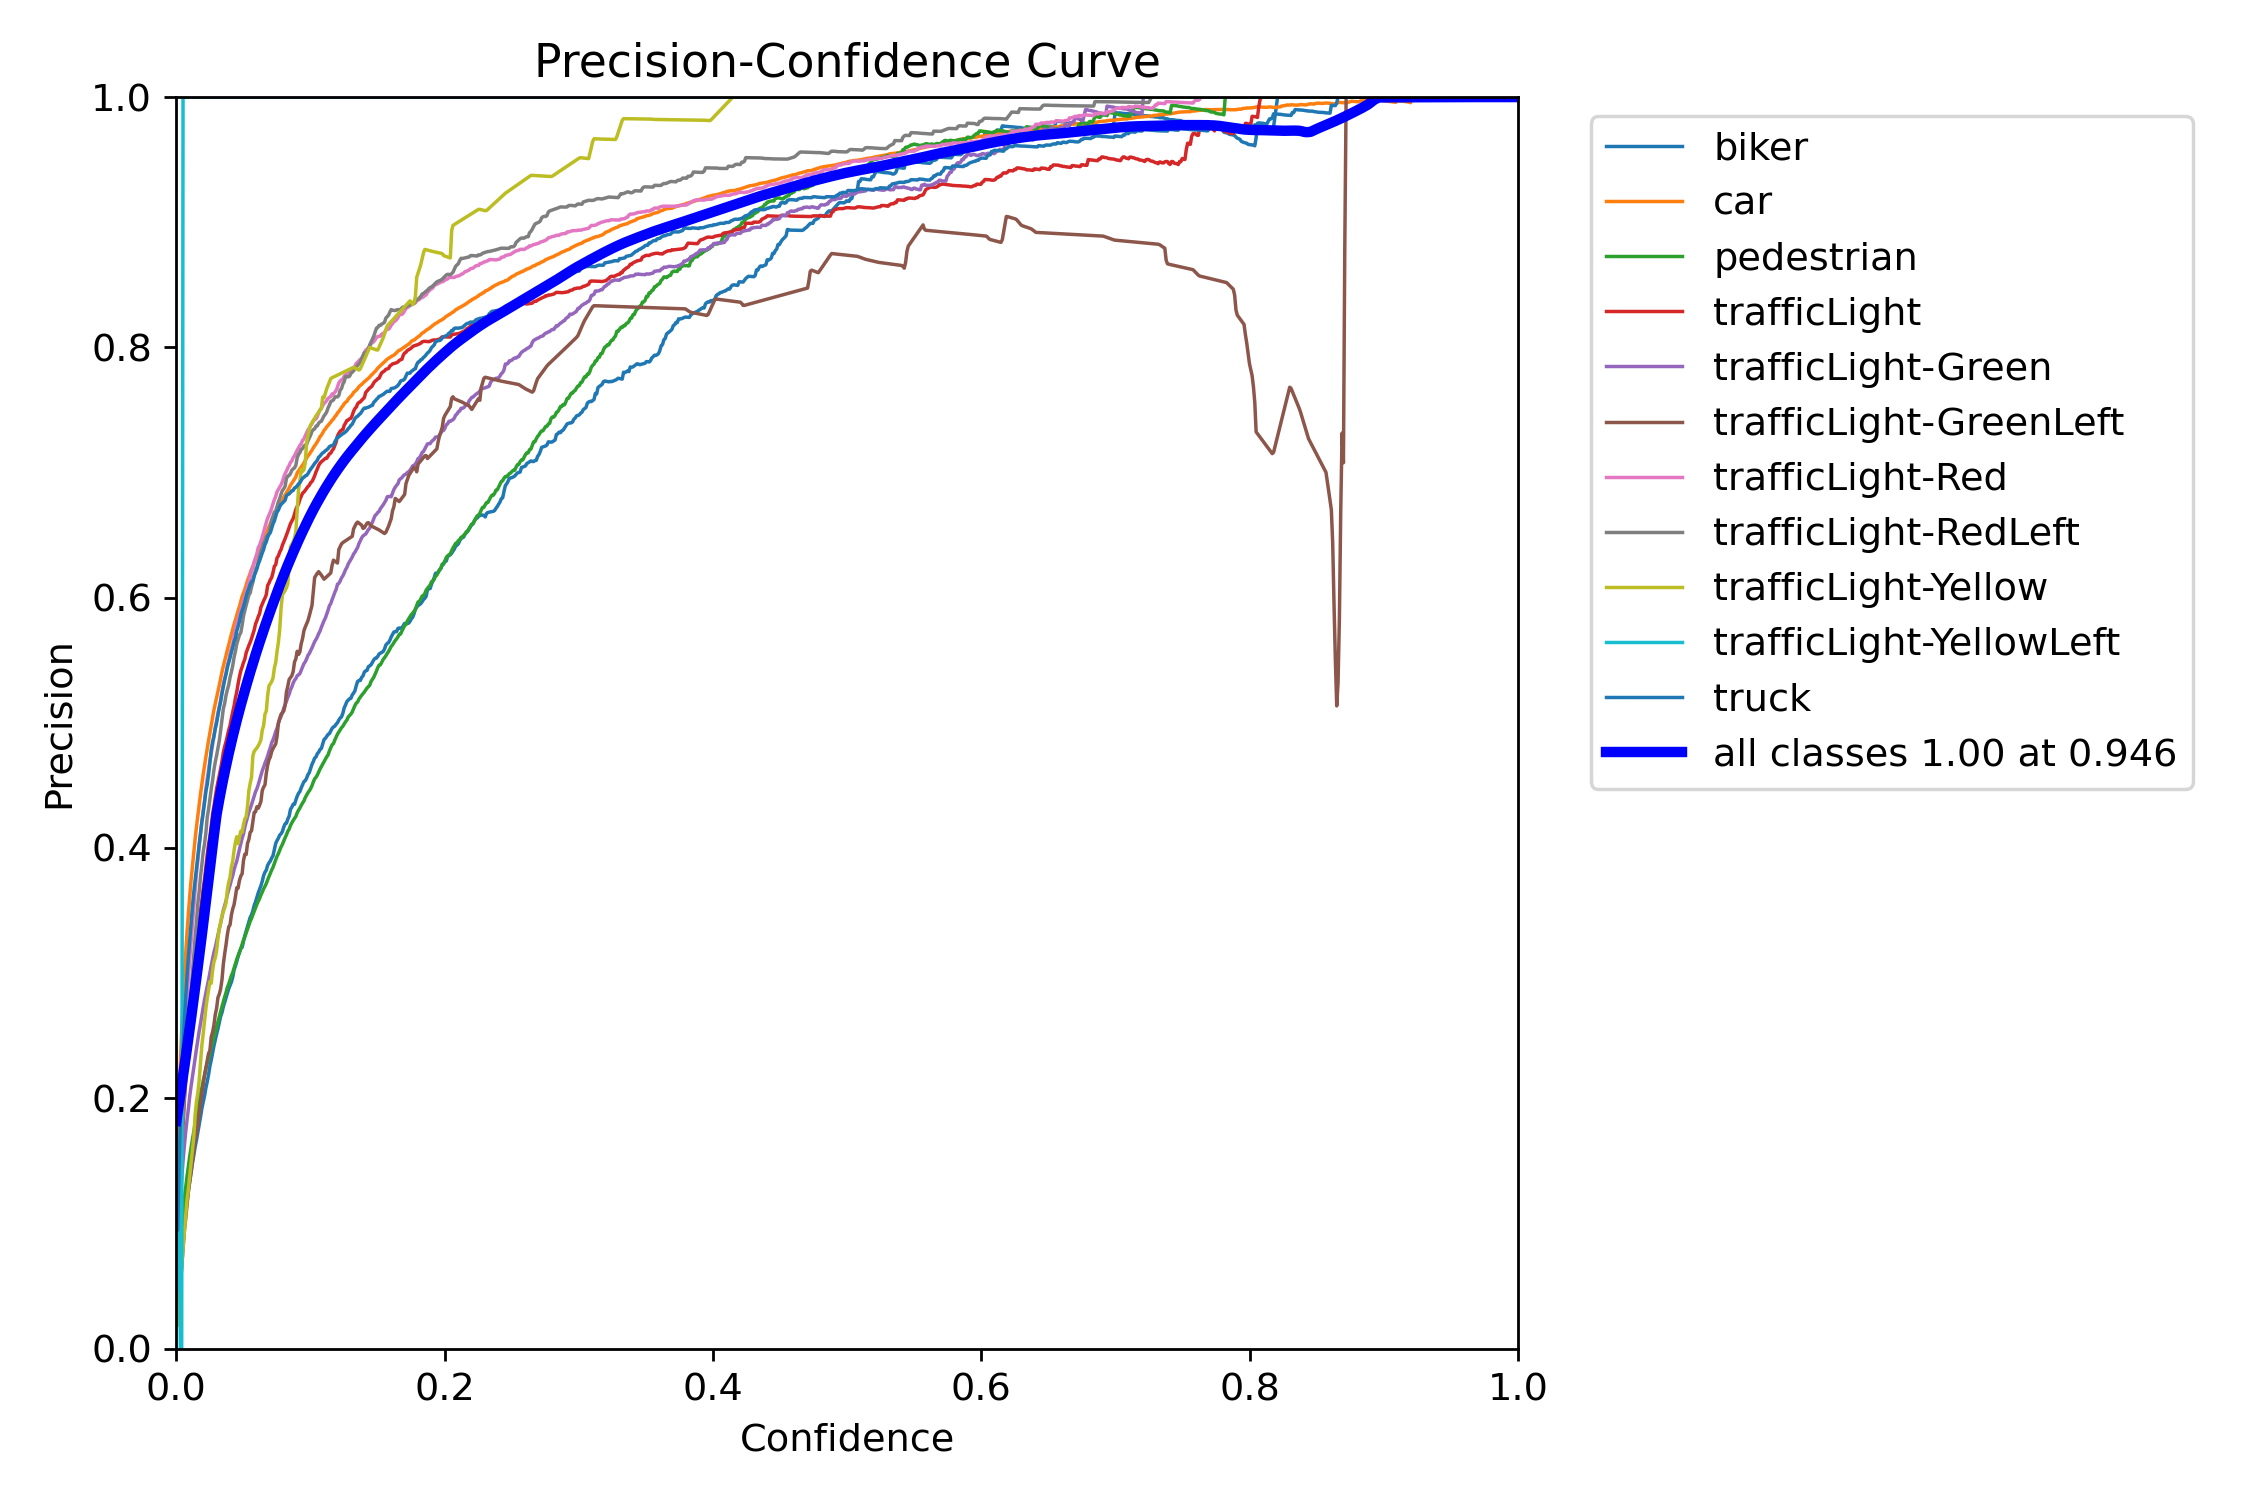 Precision-Confidence Curve
1.0
0.8
0.6
0.4
0.2
0.0
Precision
0.0 0.2 0.4 0.6 0.8 1.0
Confidence
biker
car
pedestrian
trafficLight
trafficLight-Green
trafficLight-GreenLeft
trafficLight-Red
trafficLight-RedLeft
trafficLight-Yellow
trafficLight-YellowLeft
truck
all classes 1.00 at 0.946